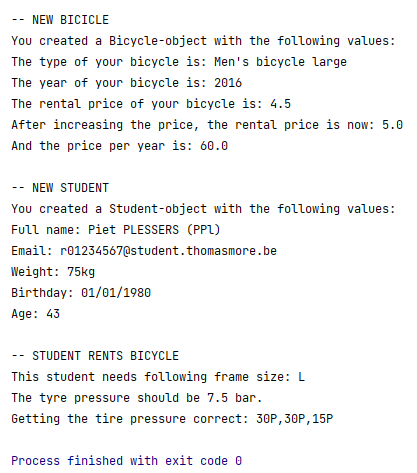 -- NEW BICICLE
You created a Bicycle-object with the following values:
The type of your bicycle is: Men's bicycle large
The year of your bicycle is: 2016
The rental price of your bicycle is: 4.5
After increasing the price, the rental price is now: 5.0
And the price per year is: 60.0

-- NEW STUDENT
You created a Student-object with the following values:
Full name: Piet PLESSERS (PPl)
Email: r01234567@student.thomasmore.be
Weight: 75kg
Birthday: 01/01/1980
Age: 43

-- STUDENT RENTS BICYCLE
This student needs following frame size: L
The tyre pressure should be 7.5 bar.
Getting the tire pressure correct: 30P,30P,15P

Process finished with exit code 0